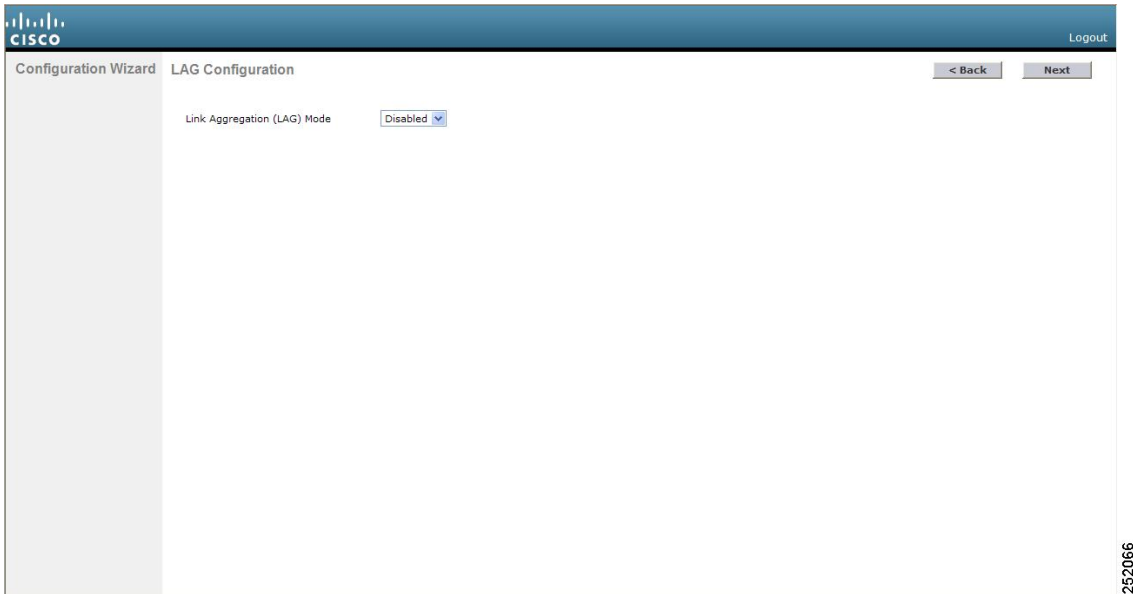 CISCO
Logout
Configuration Wizard
LAG Configuration
< Back
Next
Link Aggregation (LAG) Mode
Disabled
252066